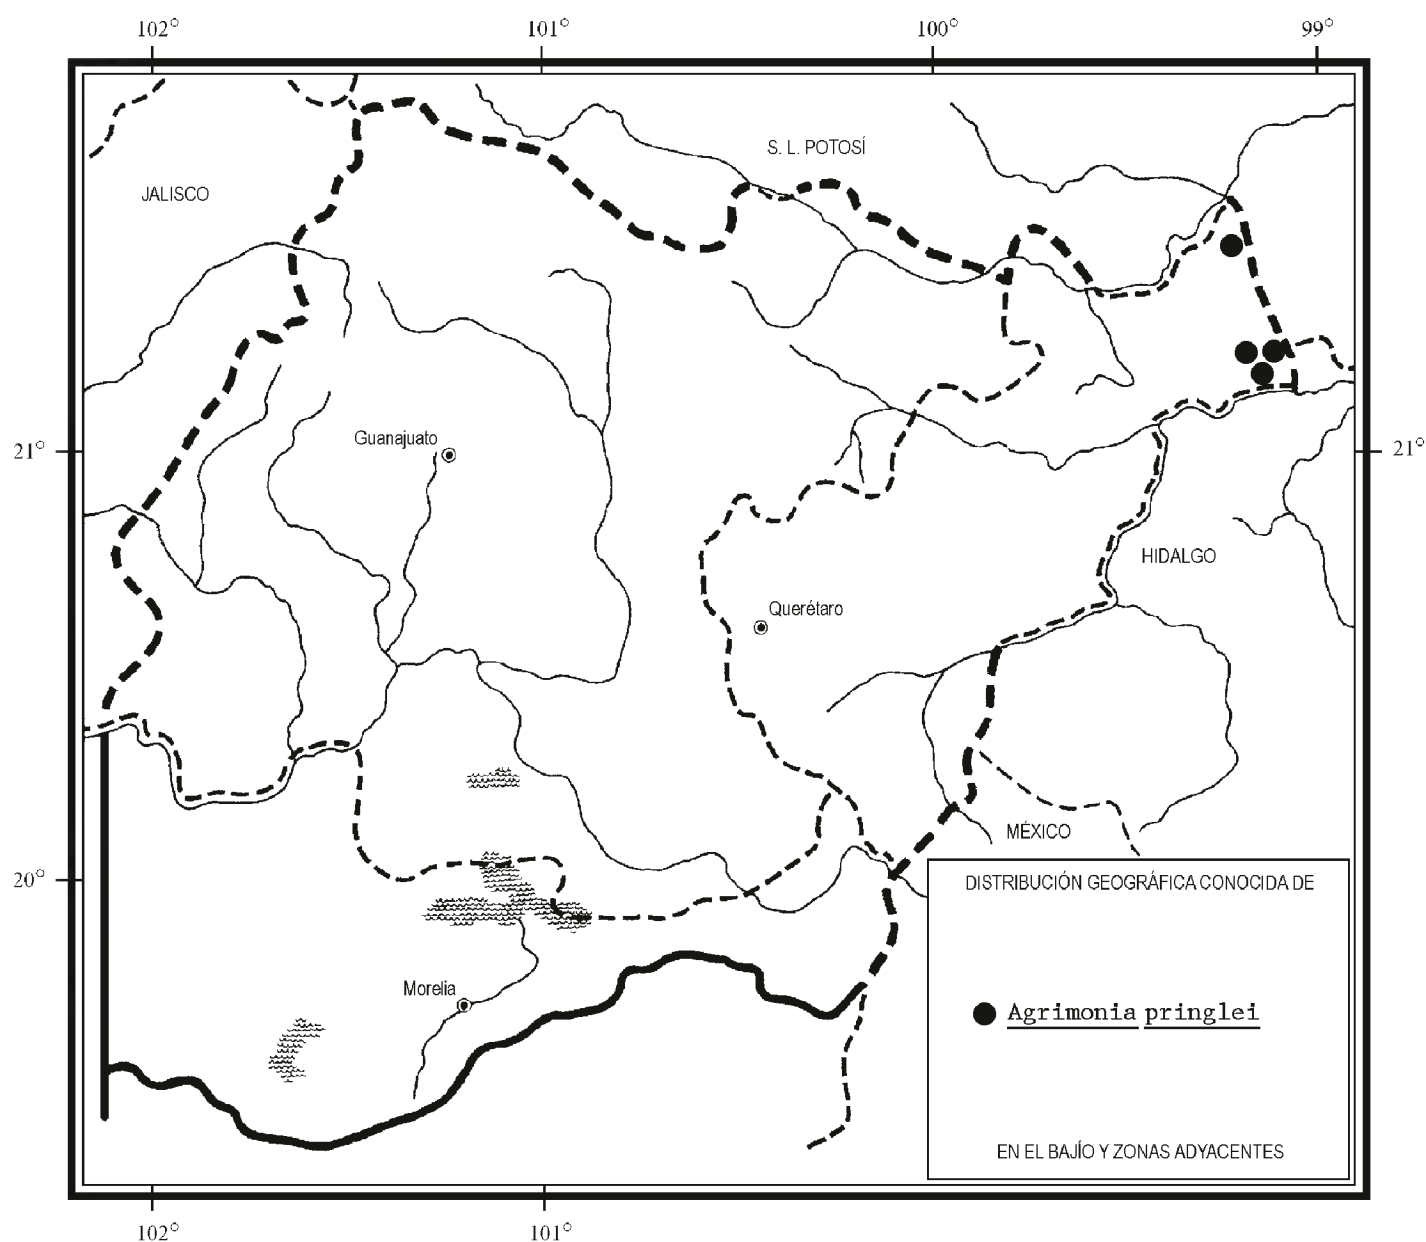 102° 101° 100° 99°
S. L. POTOSÍ
JALISCO
Guanajuato
21° 21°
HIDALGO
Querétaro
MÉXICO
20°
DISTRIBUCIÓN GEOGRÁFICA CONOCIDA DE
Morelia
Agrimonia pringlei
EN EL BAJÍO Y ZONAS ADYACENTES
102° 101°